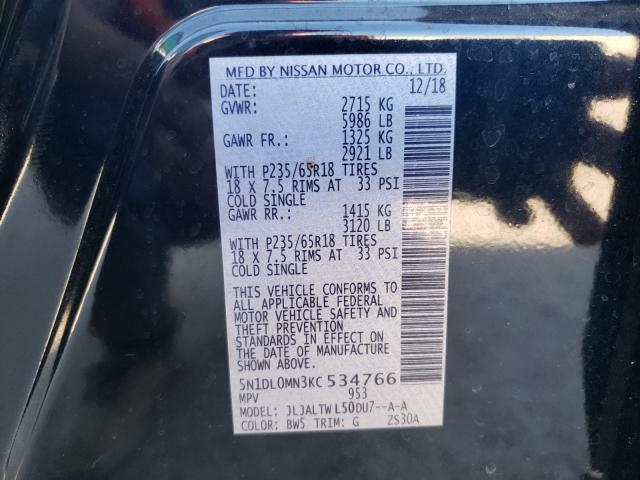 MFD BY NISSAN MOTOR CO., LTD.
DATE: 12/18
GVWR: 2715 KG
5986 LB
GAWR FR.: 1325 KG
2921 LB
WITH P235/65R18 TIRES
18 X 7.5 RIMS AT 33 PSI
COLD SINGLE
GAWR RR.: 1415 KG
3120 LB
WITH P235/65R18 TIRES
18 X 7.5 RIMS AT 33 PSI
COLD SINGLE
THIS VEHICLE CONFORMS TO
ALL APPLICABLE FEDERAL
MOTOR VEHICLE SAFETY AND
THEFT PREVENTION
STANDARDS IN EFFECT ON
THE DATE OF MANUFACTURE
SHOWN ABOVE.
5N1DL0MN3KC534766
MPV 953
MODEL: JLJALTWL50DU7--A-A
COLOR: BW5 TRIM: G ZS30A